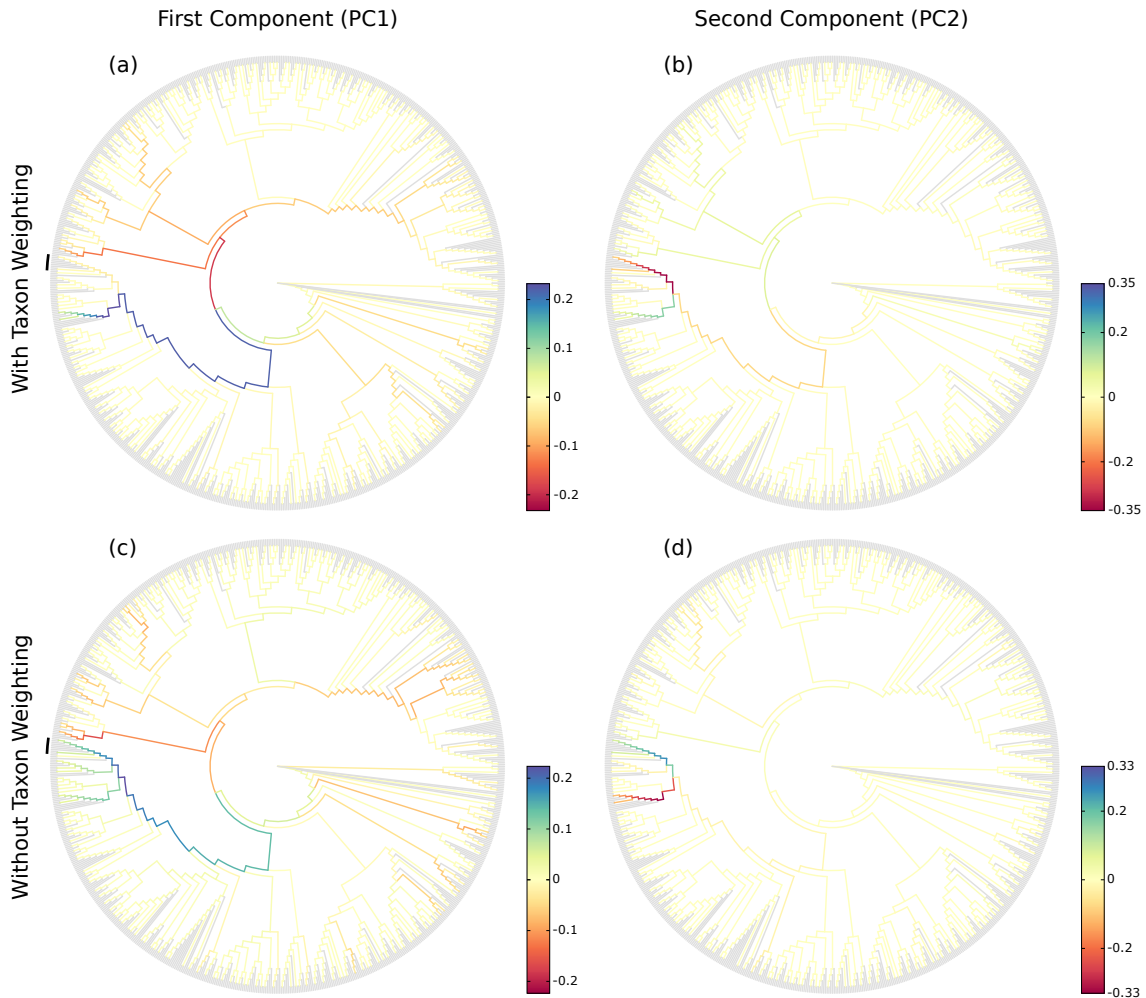 First Component (PC1)
Second Component (PC2)
With Taxon Weighting
(a)
0.2
0.1
0
-0.1
-0.2
(b)
0.35
0.2
0
-0.2
-0.35
Without Taxon Weighting
(c)
0.2
0.1
0
-0.1
-0.2
(d)
0.33
0.2
0
-0.2
-0.33